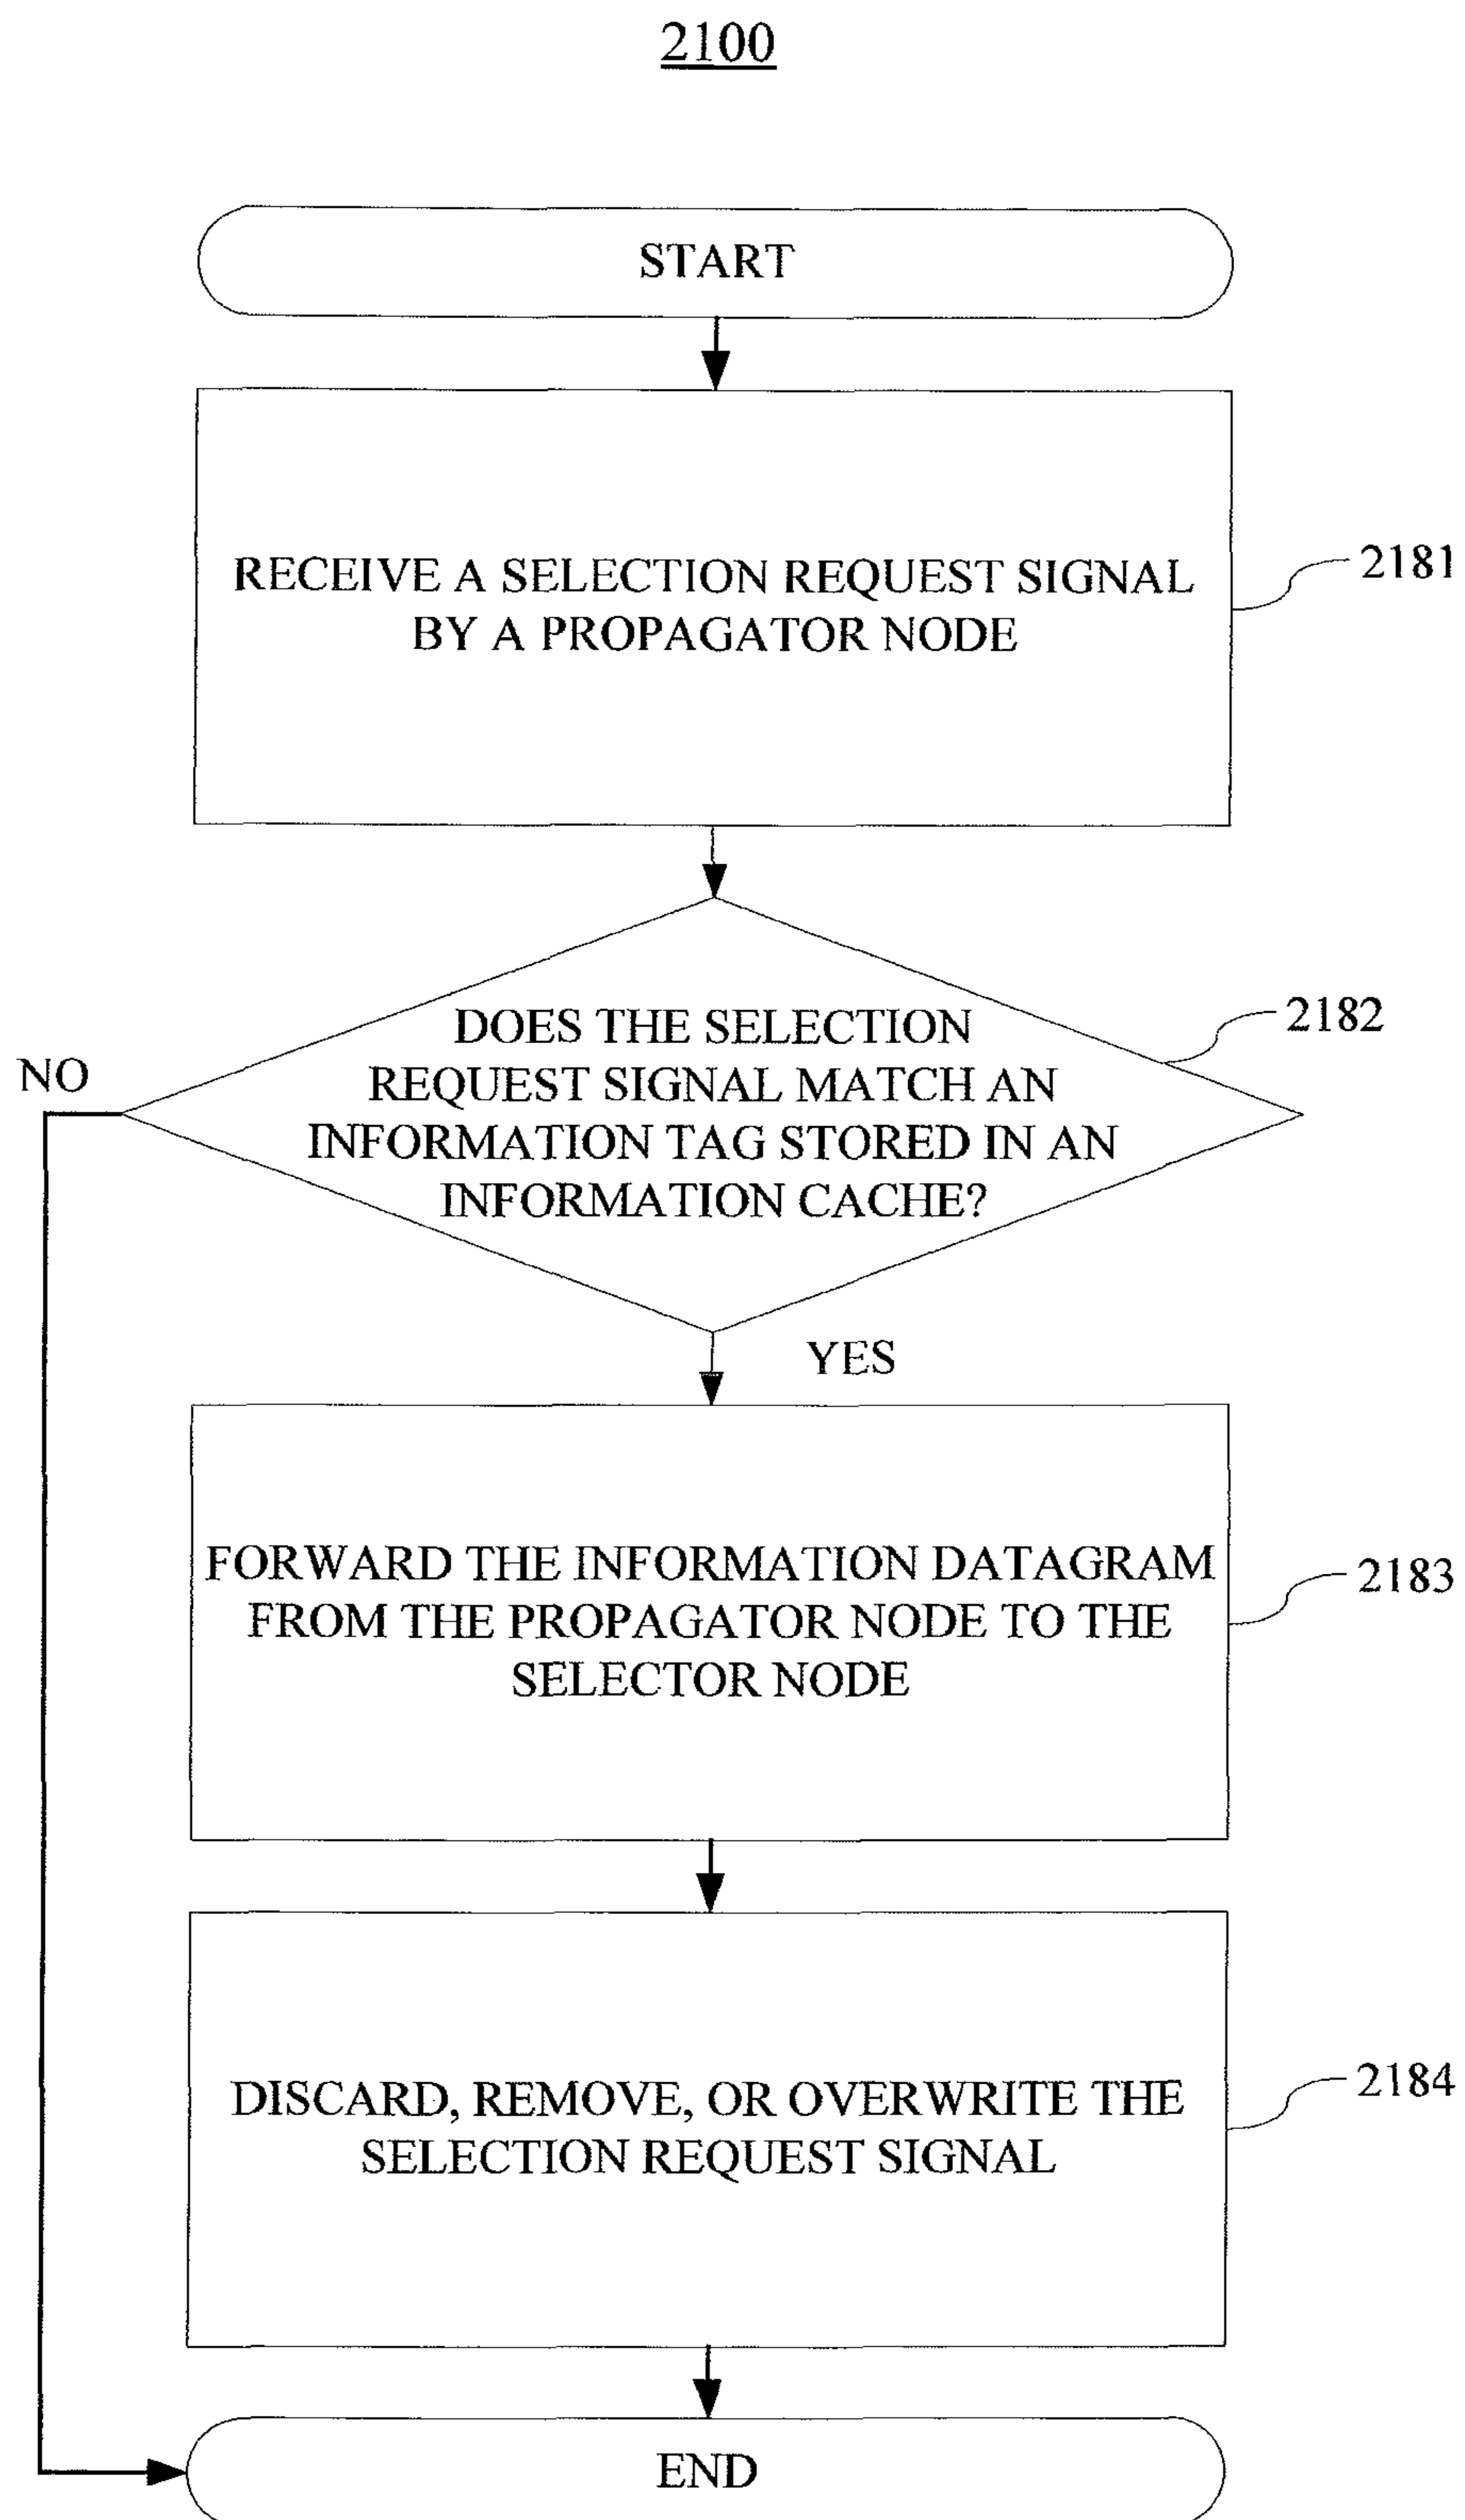 2100
START
RECEIVE A SELECTION REQUEST SIGNAL
BY A PROPAGATOR NODE
2181
DOES THE SELECTION
REQUEST SIGNAL MATCH AN
INFORMATION TAG STORED IN AN
INFORMATION CACHE?
2182
NO
YES
FORWARD THE INFORMATION DATAGRAM
FROM THE PROPAGATOR NODE TO THE
SELECTOR NODE
2183
DISCARD, REMOVE, OR OVERWRITE THE
SELECTION REQUEST SIGNAL
2184
END